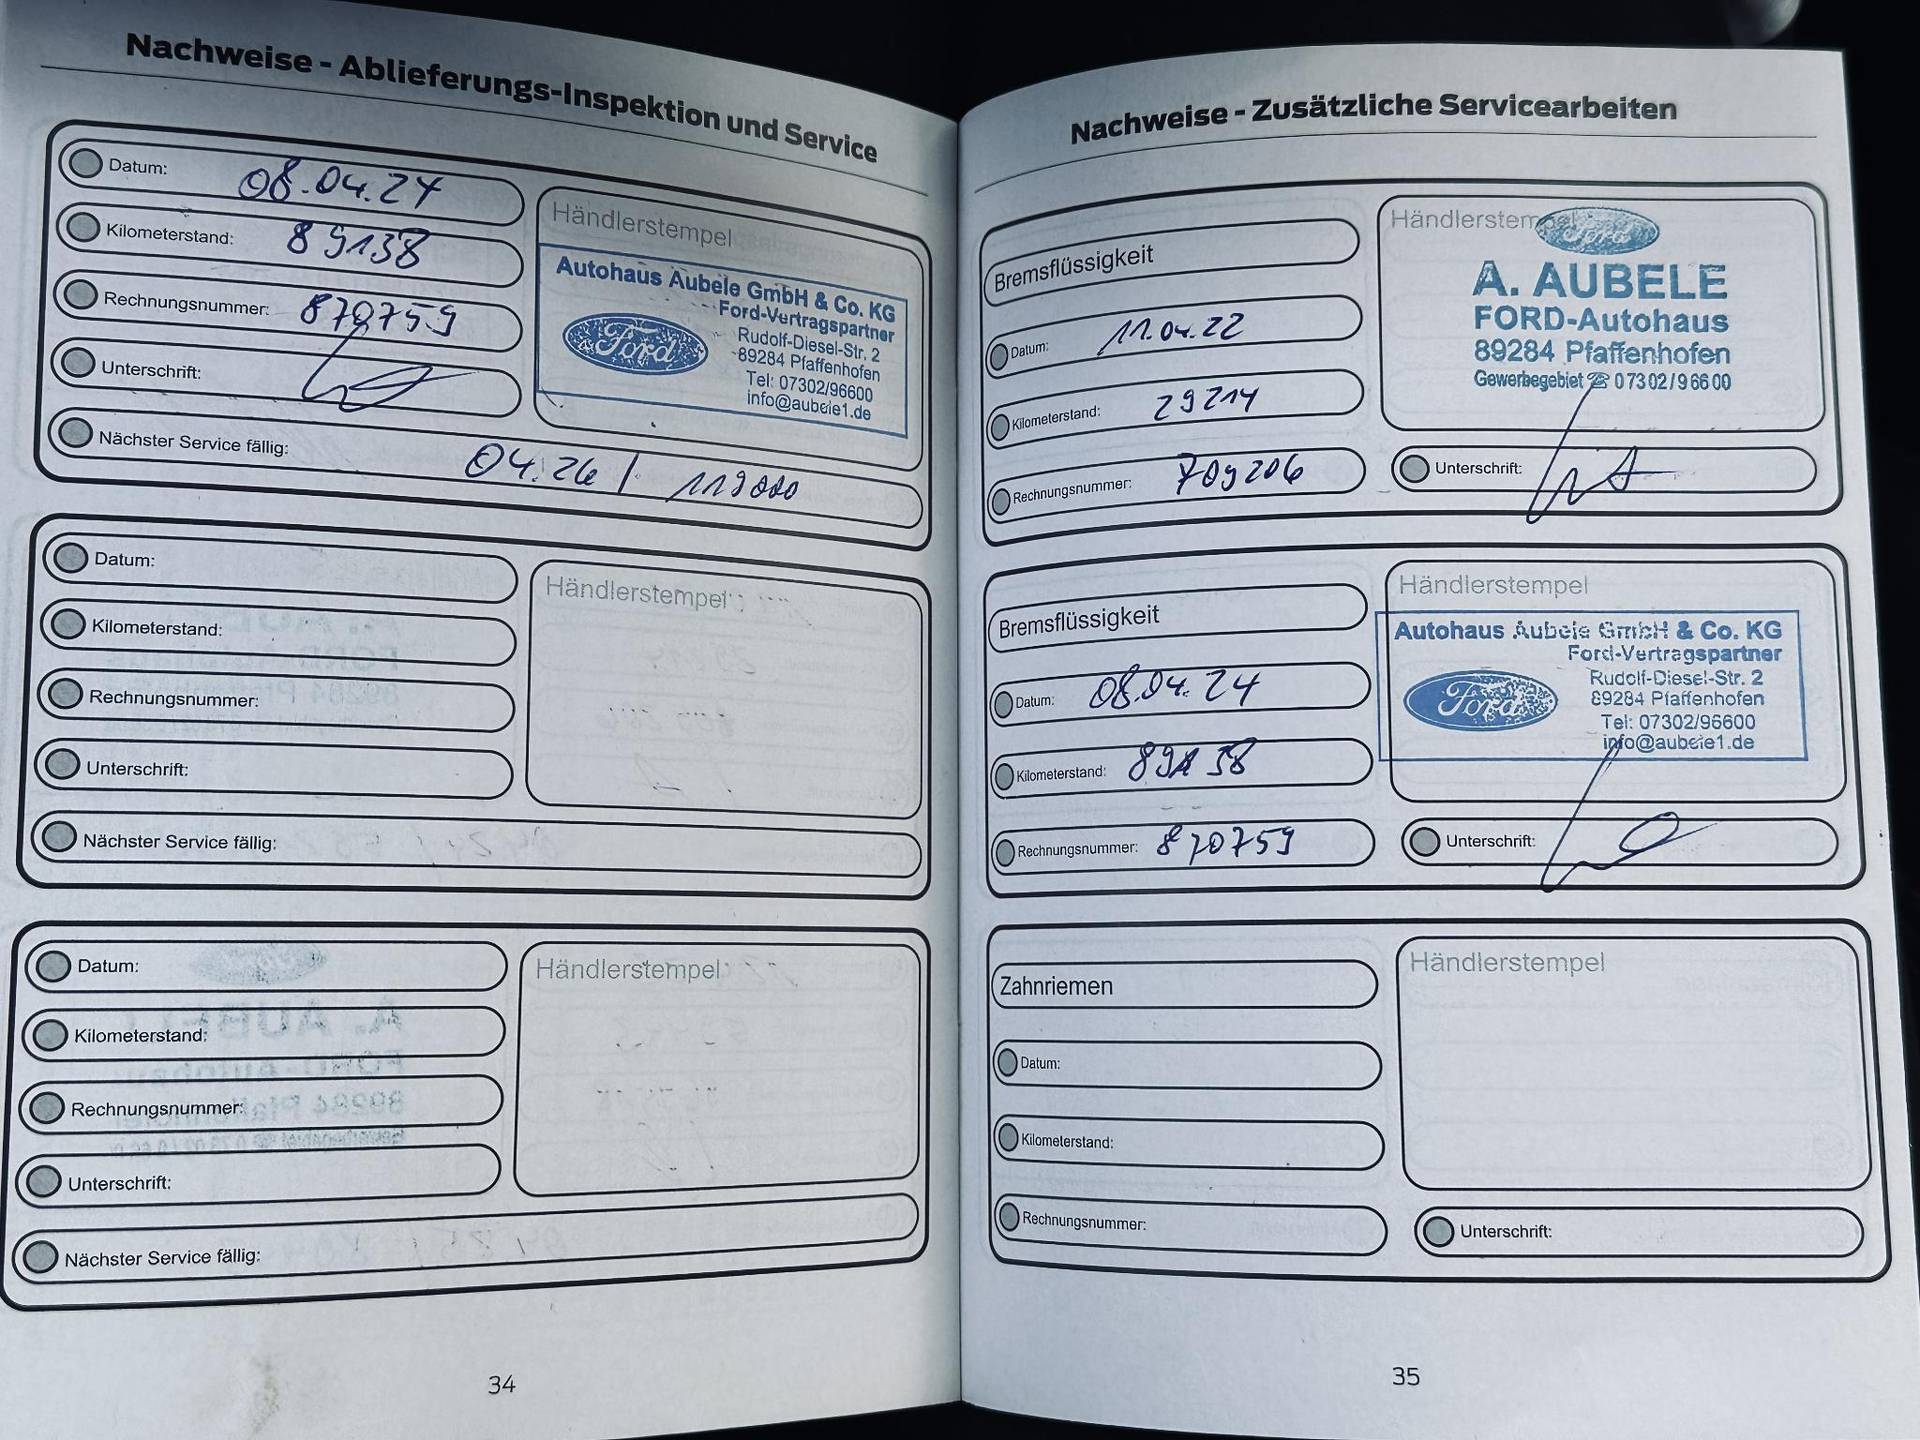 Nachweise - Ablieferungs-Inspektion und Service
Datum: 08.04.24
Kilometerstand: 89138
Rechnungsnummer: 870759
Unterschrift:
Nächster Service fällig: 04.26 / 119000
Händlerstempel
Autohaus Aubele GmbH & Co. KG
Ford-Vertragspartner
Ford
Rudolf-Diesel-Str. 2
89284 Pfaffenhofen
Tel: 07302/96600
info@aubele1.de
Datum:
Kilometerstand:
Rechnungsnummer:
Unterschrift:
Nächster Service fällig:
Händlerstempel
Datum:
Kilometerstand:
Rechnungsnummer:
Unterschrift:
Nächster Service fällig:
Händlerstempel
34
Nachweise - Zusätzliche Servicearbeiten
Bremsflüssigkeit
Datum: 11.04.22
Kilometerstand: 29214
Rechnungsnummer: 709206
Händlerstempel
Ford
A. AUBELE
FORD-Autohaus
89284 Pfaffenhofen
Gewerbegebiet ☎ 07302/96600
Unterschrift:
Bremsflüssigkeit
Datum: 08.04.24
Kilometerstand: 89138
Rechnungsnummer: 870759
Händlerstempel
Autohaus Aubele GmbH & Co. KG
Ford-Vertragspartner
Ford
Rudolf-Diesel-Str. 2
89284 Pfaffenhofen
Tel: 07302/96600
info@aubele1.de
Unterschrift:
Zahnriemen
Datum:
Kilometerstand:
Rechnungsnummer:
Händlerstempel
Unterschrift:
35